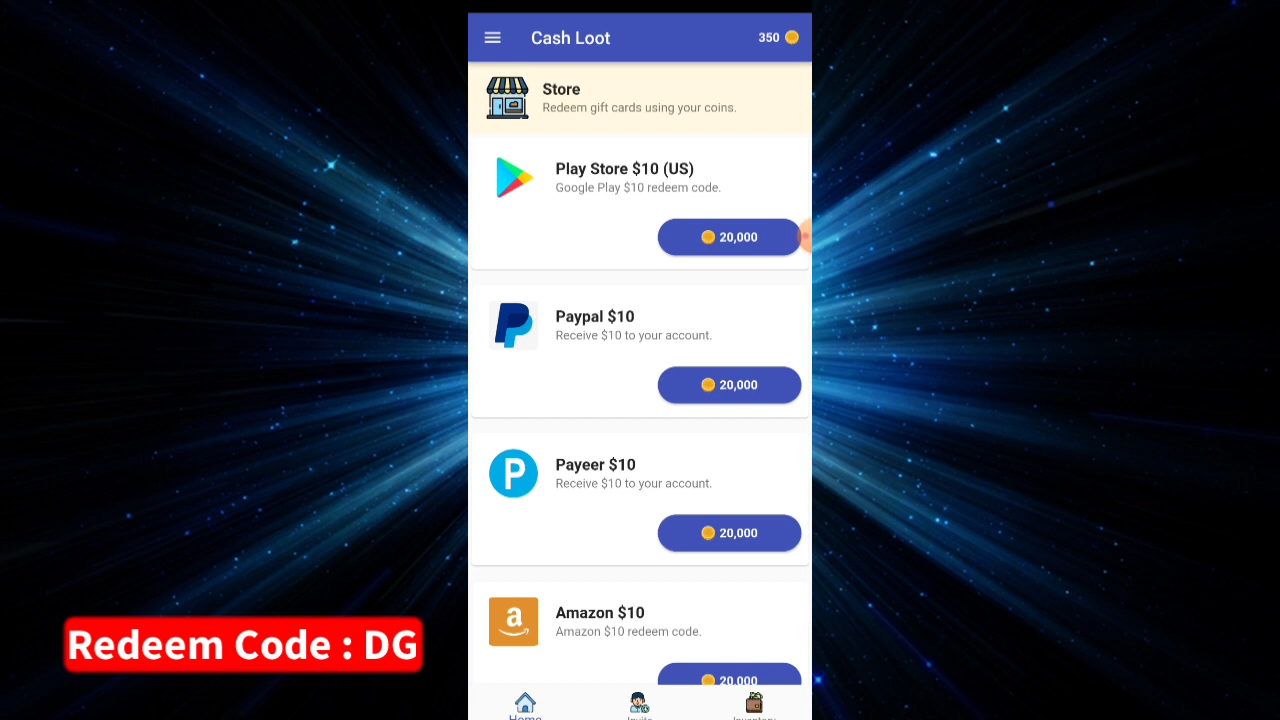 Cash Loot
350
Store
Redeem gift cards using your coins.
Play Store $10 (US)
Google Play $10 redeem code.
20,000
Paypal $10
Receive $10 to your account.
20,000
Payeer $10
Receive $10 to your account.
20,000
Amazon $10
Amazon $10 redeem code.
20,000
Home
Invite
Inventory
Redeem Code : DG